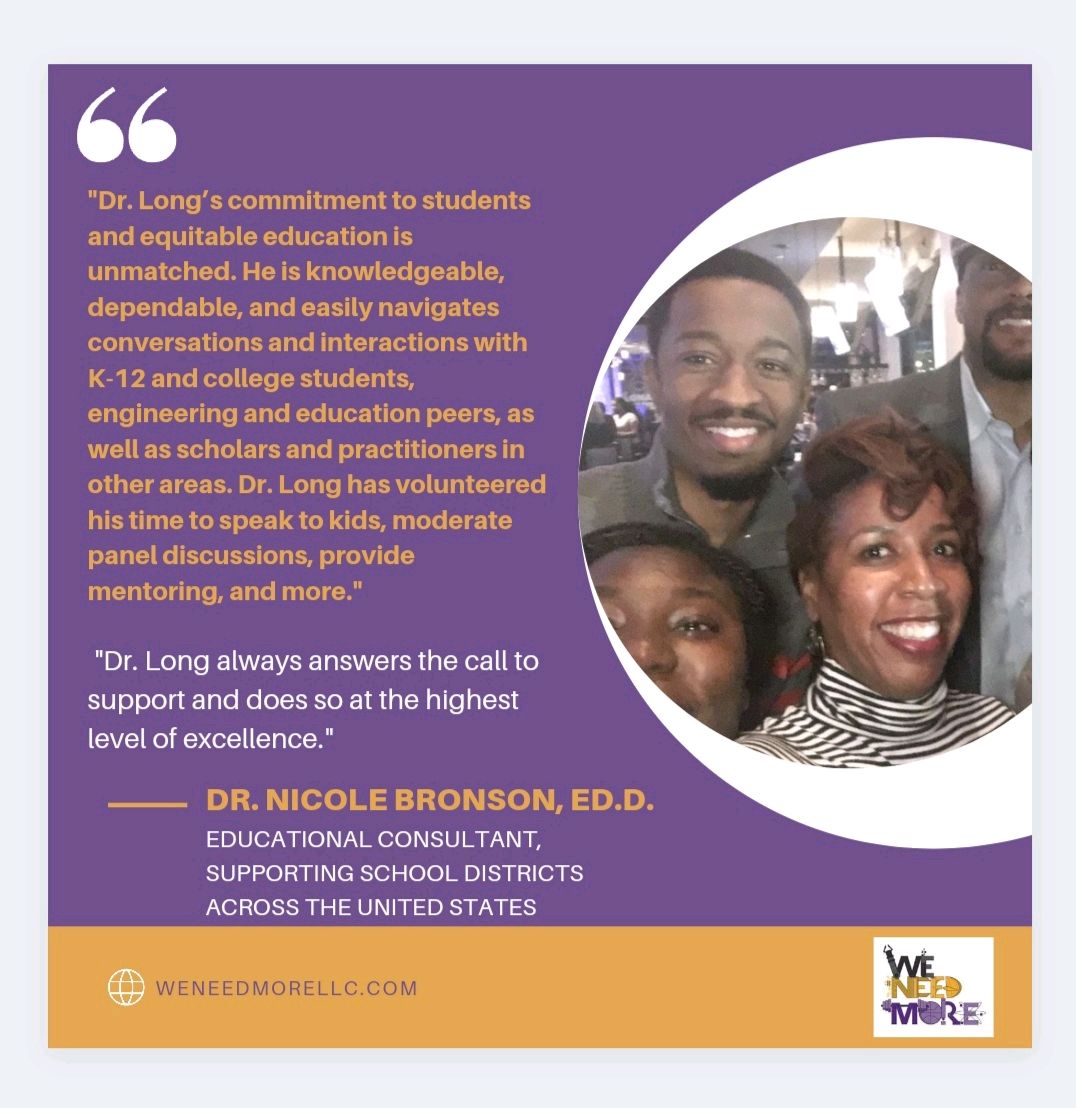 "Dr. Long’s commitment to students
and equitable education is
unmatched. He is knowledgeable,
dependable, and easily navigates
conversations and interactions with
K-12 and college students,
engineering and education peers, as
well as scholars and practitioners in
other areas. Dr. Long has volunteered
his time to speak to kids, moderate
panel discussions, provide
mentoring, and more."
"Dr. Long always answers the call to
support and does so at the highest
level of excellence."
DR. NICOLE BRONSON, ED.D.
EDUCATIONAL CONSULTANT,
SUPPORTING SCHOOL DISTRICTS
ACROSS THE UNITED STATES
WENEEDMORELLC.COM
WE
NEED
MORE